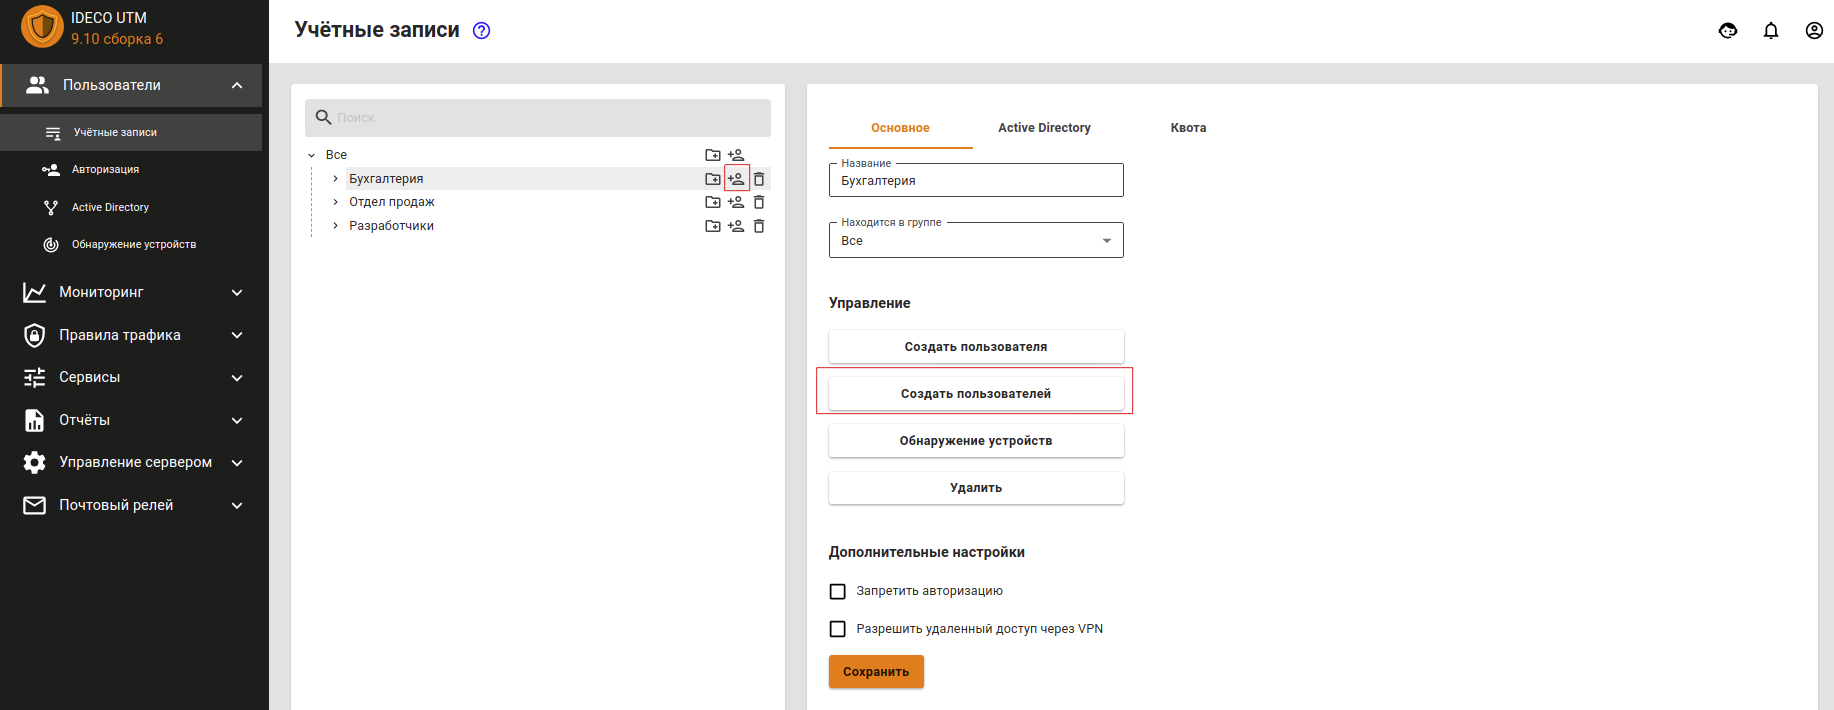 IDECO UTM
9.10 сборка 6
Пользователи
Учётные записи
Авторизация
Active Directory
Обнаружение устройств
Мониторинг
Правила трафика
Сервисы
Отчёты
Управление сервером
Почтовый релей
Учётные записи
Поиск
Все
Бухгалтерия
Отдел продаж
Разработчики
Основное Active Directory Квота
Название
Бухгалтерия
Находится в группе
Все
Управление
Создать пользователя
Создать пользователей
Обнаружение устройств
Удалить
Дополнительные настройки
Запретить авторизацию
Разрешить удаленный доступ через VPN
Сохранить